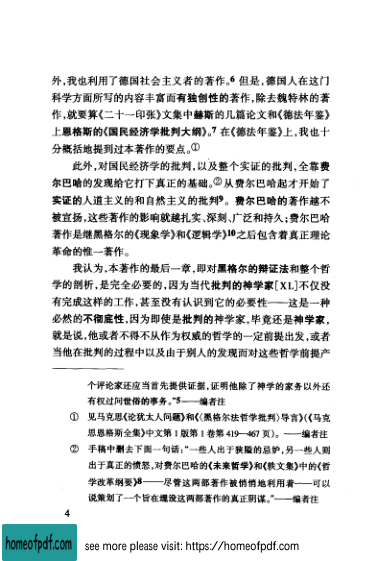 外,我也利用了德国社会主义者的著作。⁶ 但是,德国人在这门
科学方面所写的内容丰富而有独创性的著作,除去魏特林的著
作,就要算《二十一印张》文集中赫斯的几篇论文和《德法年鉴》
上恩格斯的《国民经济学批判大纲》。⁷ 在《德法年鉴》上,我也十
分概括地提到过本著作的要点。①
此外,对国民经济学的批判,以及整个实证的批判,全靠费
尔巴哈的发现给它打下真正的基础。②从费尔巴哈起才开始了
实证的人道主义的和自然主义的批判⁹。费尔巴哈的著作越不
被宣扬,这些著作的影响就越扎实、深刻、广泛和持久;费尔巴哈
著作是继黑格尔的《现象学》和《逻辑学》¹⁰之后包含着真正理论
革命的惟一著作。
我认为,本著作的最后一章,即对黑格尔的辩证法和整个哲
学的剖析,是完全必要的,因为当代批判的神学家[XL]不仅没
有完成这样的工作,甚至没有认识到它的必要性——这是一种
必然的不彻底性,因为即使是批判的神学家,毕竟还是神学家,
就是说,他或者不得不从作为权威的哲学的一定前提出发,或者
当他在批判的过程中以及由于别人的发现而对这些哲学前提产
个评论家还应当首先提供证据,证明他除了神学的家务以外还
有权过问世俗的事务。”⁵——编者注
① 见马克思《论犹太人问题》和《〈黑格尔法哲学批判〉导言》(《马克
思恩格斯全集》中文第1版第1卷第419—467页)。——编者注
② 手稿中删去下面一句话:“一些人出于狭隘的忌妒,另一些人则
出于真正的愤怒,对费尔巴哈的《未来哲学》和《轶文集》中的《哲
学改革纲要》⁸——尽管这两部著作被悄悄地利用着——可以
说策划了一个旨在埋没这两部著作的真正阴谋。”——编者注
4
homeofpdf.com
see more please visit: https://homeofpdf.com